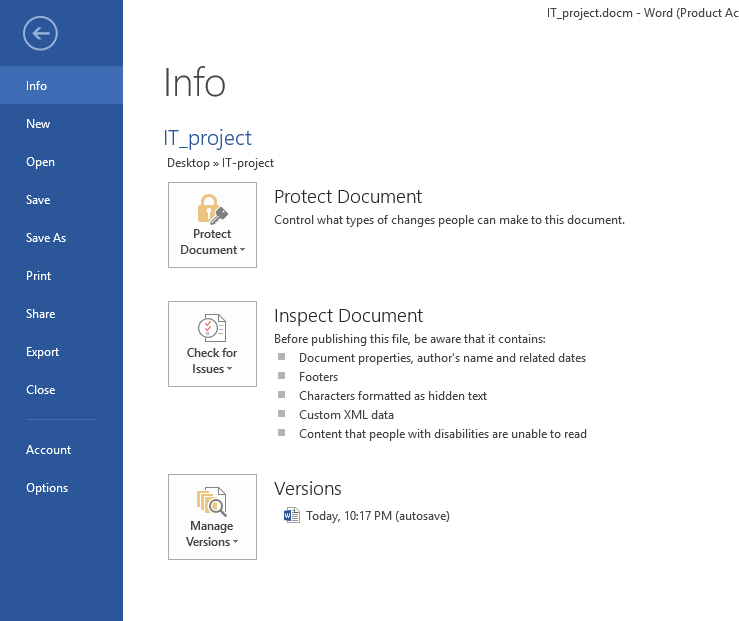 IT_project.docm - Word (Product Ac
Info
New
Open
Save
Save As
Print
Share
Export
Close
Account
Options
Info
IT_project
Desktop » IT-project
Protect
Document
Protect Document
Control what types of changes people can make to this document.
Check for
Issues
Inspect Document
Before publishing this file, be aware that it contains:
Document properties, author's name and related dates
Footers
Characters formatted as hidden text
Custom XML data
Content that people with disabilities are unable to read
Manage
Versions
Versions
Today, 10:17 PM (autosave)